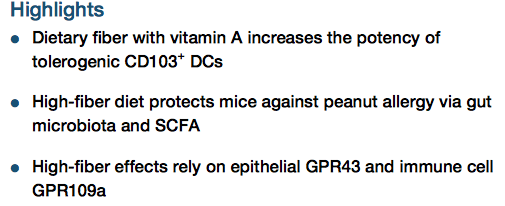 Highlights
• Dietary fiber with vitamin A increases the potency of
tolerogenic CD103⁺ DCs
• High-fiber diet protects mice against peanut allergy via gut
microbiota and SCFA
• High-fiber effects rely on epithelial GPR43 and immune cell
GPR109a